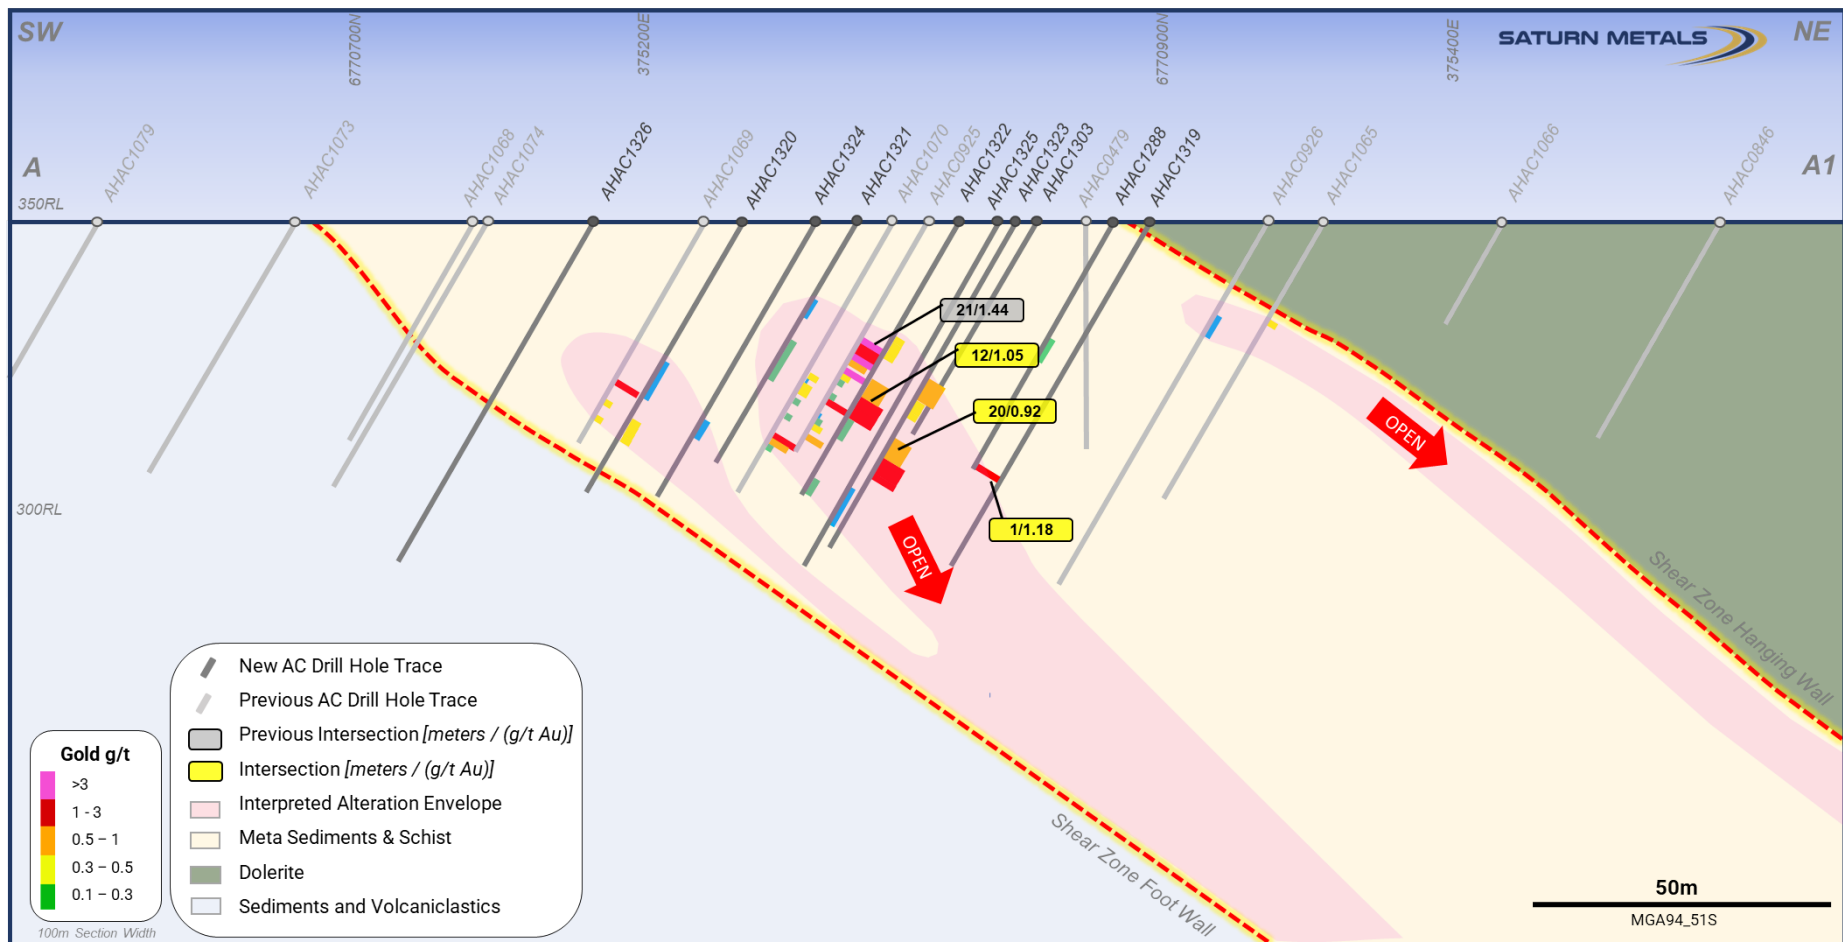 SW
6770700N
375200E
6770900N
375400E
SATURN METALS
NE
A
A1
AHAC1079
AHAC1073
AHAC1068
AHAC1074
AHAC1326
AHAC1069
AHAC1320
AHAC1324
AHAC1321
AHAC1070
AHAC0925
AHAC1322
AHAC1325
AHAC1323
AHAC1303
AHAC0479
AHAC1288
AHAC1319
AHAC0926
AHAC1065
AHAC1066
AHAC0846
350RL
21/1.44
12/1.05
20/0.92
1/1.18
OPEN
OPEN
300RL
Shear Zone Hanging Wall
Shear Zone Foot Wall
New AC Drill Hole Trace
Previous AC Drill Hole Trace
Previous Intersection [meters / (g/t Au)]
Intersection [meters / (g/t Au)]
Interpreted Alteration Envelope
Meta Sediments & Schist
Dolerite
Sediments and Volcaniclastics
Gold g/t
>3
1 - 3
0.5 – 1
0.3 – 0.5
0.1 – 0.3
100m Section Width
50m
MGA94_51S